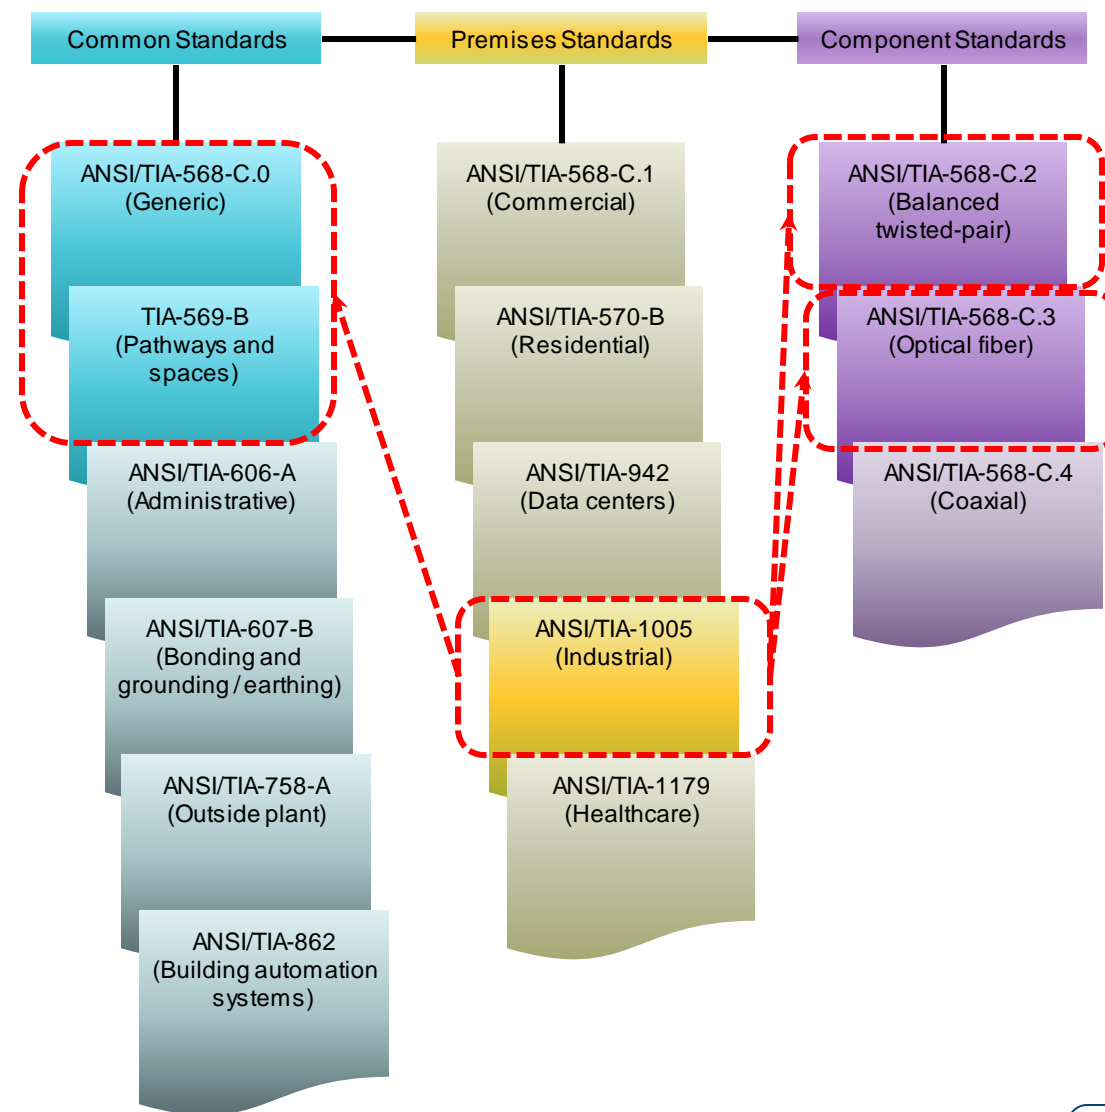 Common Standards
Premises Standards
Component Standards
ANSI/TIA-568-C.0
(Generic)
TIA-569-B
(Pathways and
spaces)
ANSI/TIA-606-A
(Administrative)
ANSI/TIA-607-B
(Bonding and
grounding / earthing)
ANSI/TIA-758-A
(Outside plant)
ANSI/TIA-862
(Building automation
systems)
ANSI/TIA-568-C.1
(Commercial)
ANSI/TIA-570-B
(Residential)
ANSI/TIA-942
(Data centers)
ANSI/TIA-1005
(Industrial)
ANSI/TIA-1179
(Healthcare)
ANSI/TIA-568-C.2
(Balanced
twisted-pair)
ANSI/TIA-568-C.3
(Optical fiber)
ANSI/TIA-568-C.4
(Coaxial)